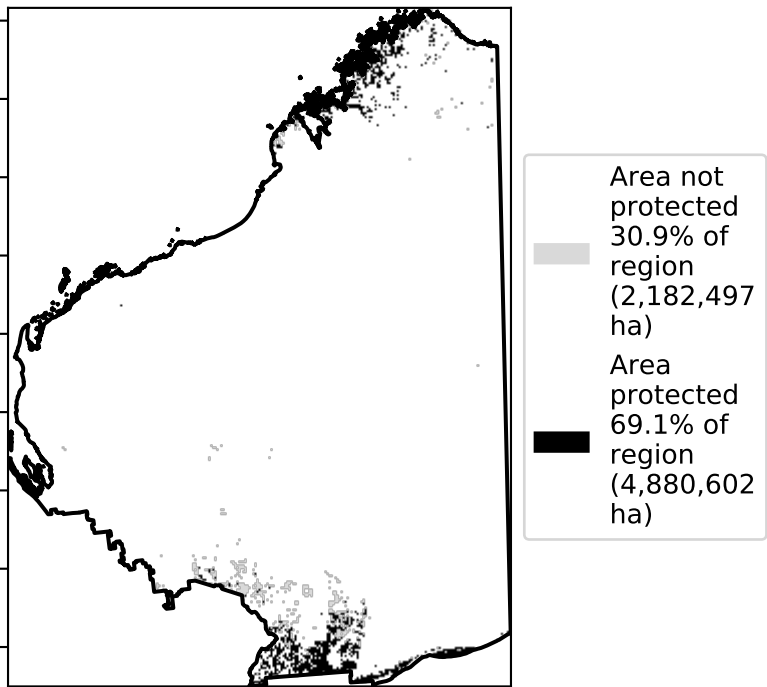 Area not
protected
30.9% of
region
(2,182,497
ha)
Area
protected
69.1% of
region
(4,880,602
ha)